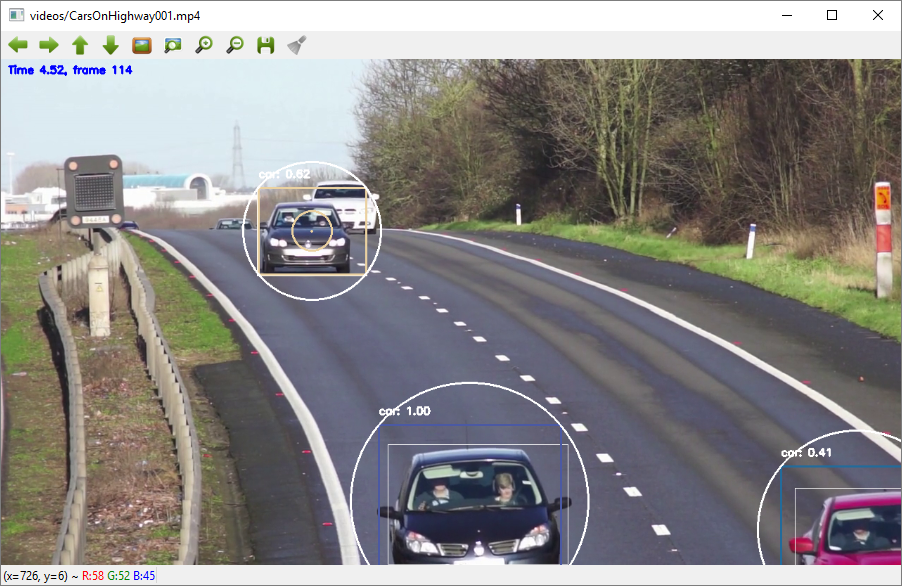 videos/CarsOnHighway001.mp4
Time 4.52, frame 114
car: 0.62
car: 1.00
car: 0.41
(x=726, y=6) ~ R:58 G:52 B:45